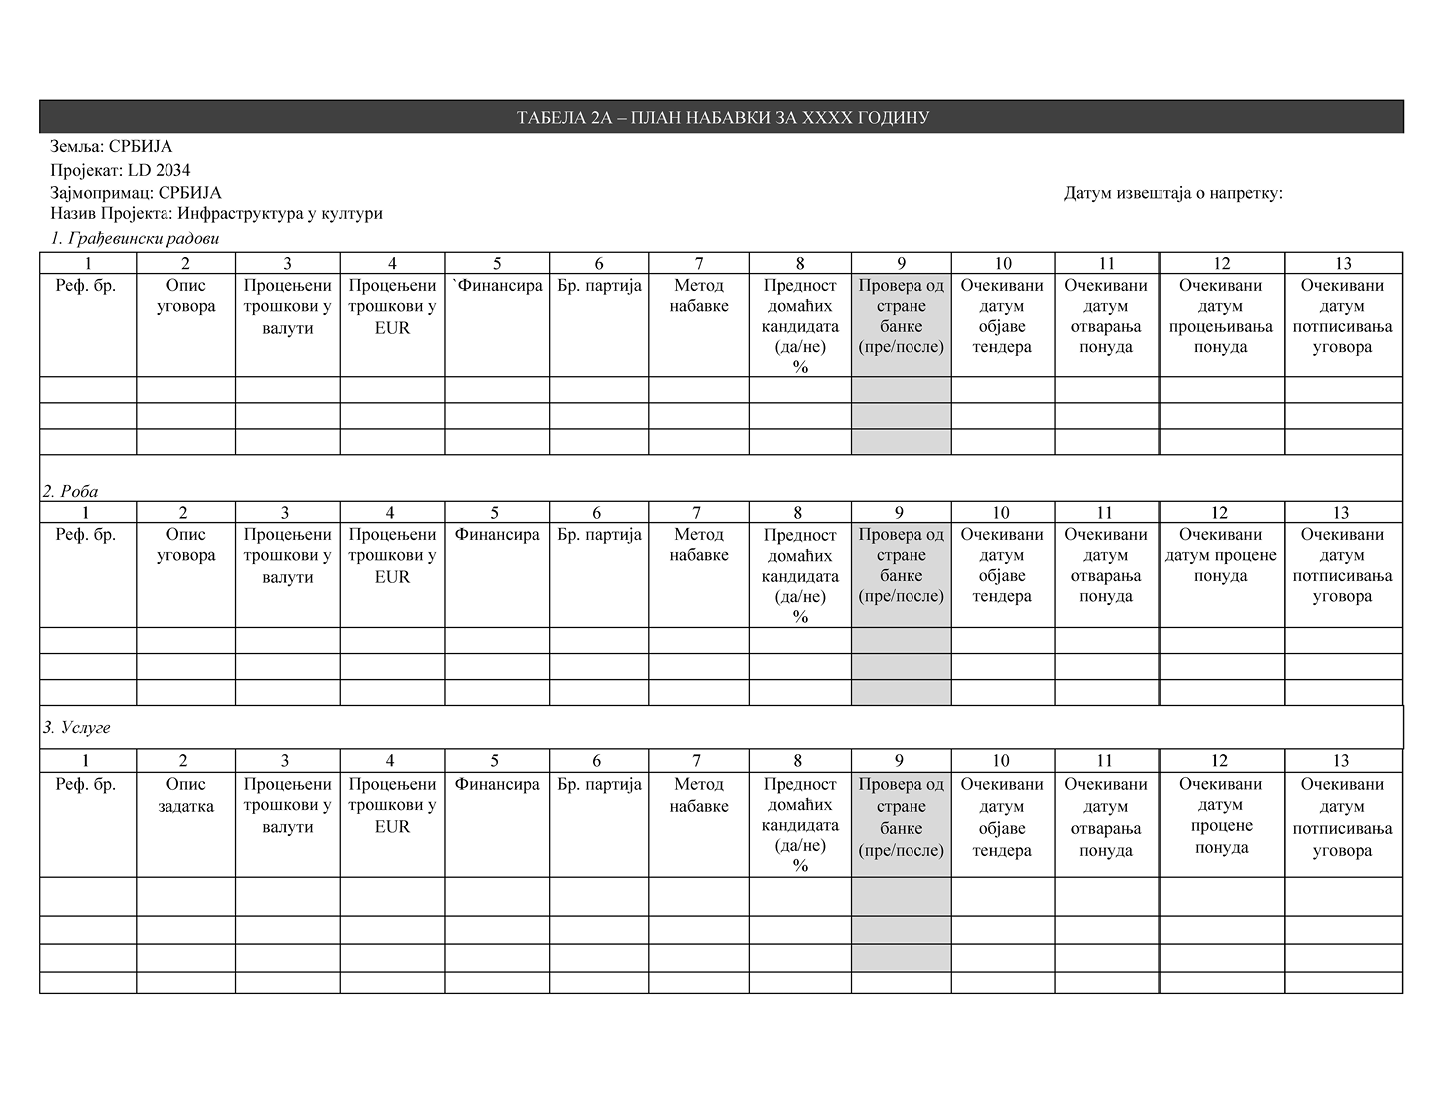 ТАБЕЛА 2А – ПЛАН НАБАВКИ ЗА XXXX ГОДИНУ
Земља: СРБИЈА
Пројекат: LD 2034
Зајмопримац: СРБИЈА
Датум извештаја о напретку:
Назив Пројекта: Инфраструктура у култури
1. Грађевински радови
1 2 3 4 5 6 7 8 9 10 11 12 13
Реф. бр. Опис Процењени Процењени `Финансира Бр. партија Метод Предност Провера од Очекивани Очекивани Очекивани Очекивани
уговора трошкови у трошкови у набавке домаћих стране датум датум датум датум
валути EUR кандидата банке објаве отварања процењивања потписивања
(да/не) (пре/после) тендера понуда понуда уговора
%
2. Роба
1 2 3 4 5 6 7 8 9 10 11 12 13
Реф. бр. Опис Процењени Процењени Финансира Бр. партија Метод Предност Провера од Очекивани Очекивани Очекивани Очекивани
уговора трошкови у трошкови у набавке домаћих стране датум датум датум процене датум
валути EUR кандидата банке објаве отварања понуда потписивања
(да/не) (пре/после) тендера понуда уговора
%
3. Услуге
1 2 3 4 5 6 7 8 9 10 11 12 13
Реф. бр. Опис Процењени Процењени Финансира Бр. партија Метод Предност Провера од Очекивани Очекивани Очекивани Очекивани
задатка трошкови у трошкови у набавке домаћих стране датум датум датум датум
валути EUR кандидата банке објаве отварања процене потписивања
(да/не) (пре/после) тендера понуда понуда уговора
%